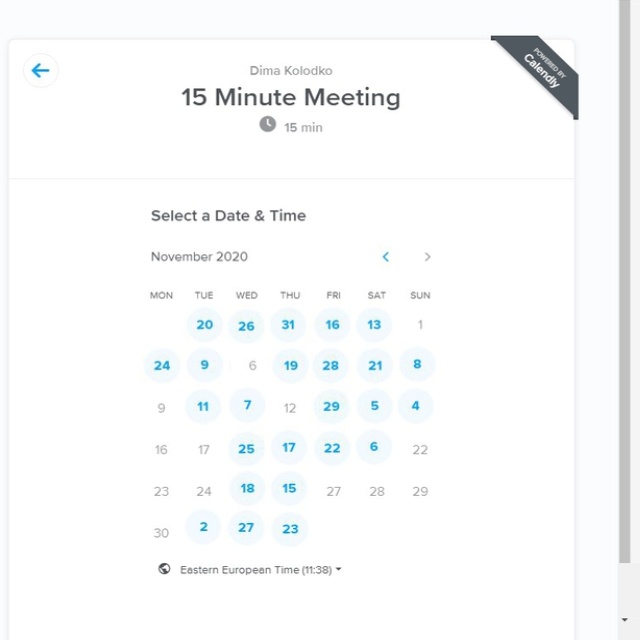 POWERED BY
Calendly
Dima Kolodko
15 Minute Meeting
15 min
Select a Date & Time
November 2020
MON TUE WED THU FRI SAT SUN
20 26 31 16 13 1
24 9 6 19 28 21 8
9 11 7 12 29 5 4
16 17 25 17 22 6 22
23 24 18 15 27 28 29
30 2 27 23
Eastern European Time (11:38)